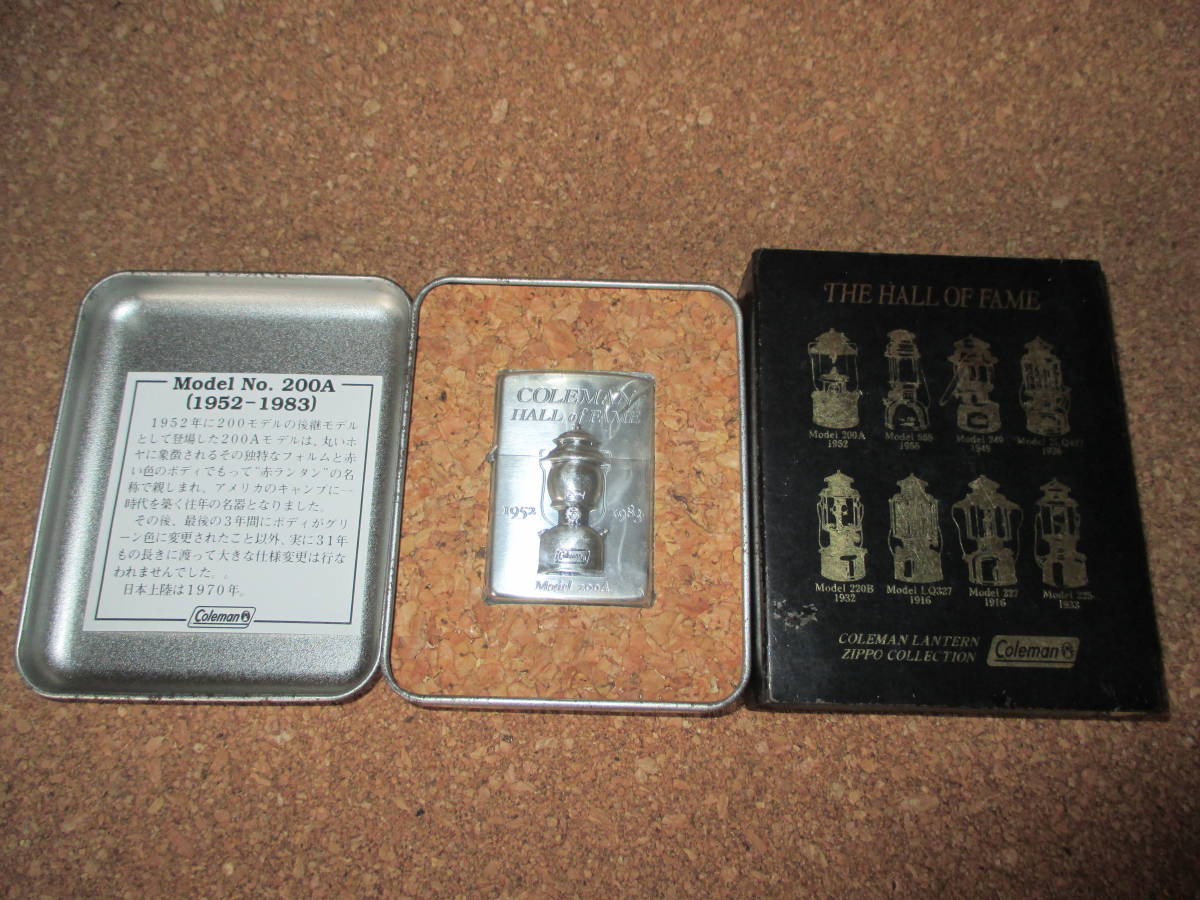 Model No. 200A
(1952-1983)
1952年に200モデルの後継モデル
として登場した200Aモデルは、丸いホ
ヤに象徴されるその独特なフォルムと赤
い色のボディでもって"赤ランタン"の名
称で親しまれ、アメリカのキャンプに一
時代を築く往年の名器となりました。
その後、最後の3年間にボディがグリ
ーン色に変更されたこと以外、実に31年
もの長きに渡って大きな仕様変更は行な
われませんでした。。
日本上陸は1970年。
Coleman
COLEMAN
HALL of FAME
1952 1983
Coleman
Model 200A
THE HALL OF FAME
Model 200A
1952
Model
Model 249
Model
Model 220B
1932
Model LQ327
1916
Model 227
1916
Model 225
1933
COLEMAN LANTERN
ZIPPO COLLECTION
Coleman